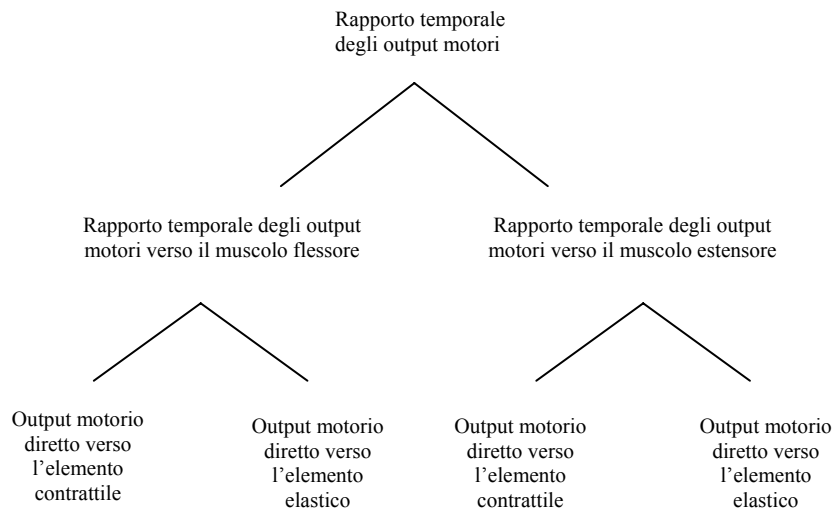 Rapporto temporale
degli output motori
Rapporto temporale degli output
motori verso il muscolo flessore
Rapporto temporale degli output
motori verso il muscolo estensore
Output motorio
diretto verso
l’elemento
contrattile
Output motorio
diretto verso
l’elemento
elastico
Output motorio
diretto verso
l’elemento
contrattile
Output motorio
diretto verso
l’elemento
elastico